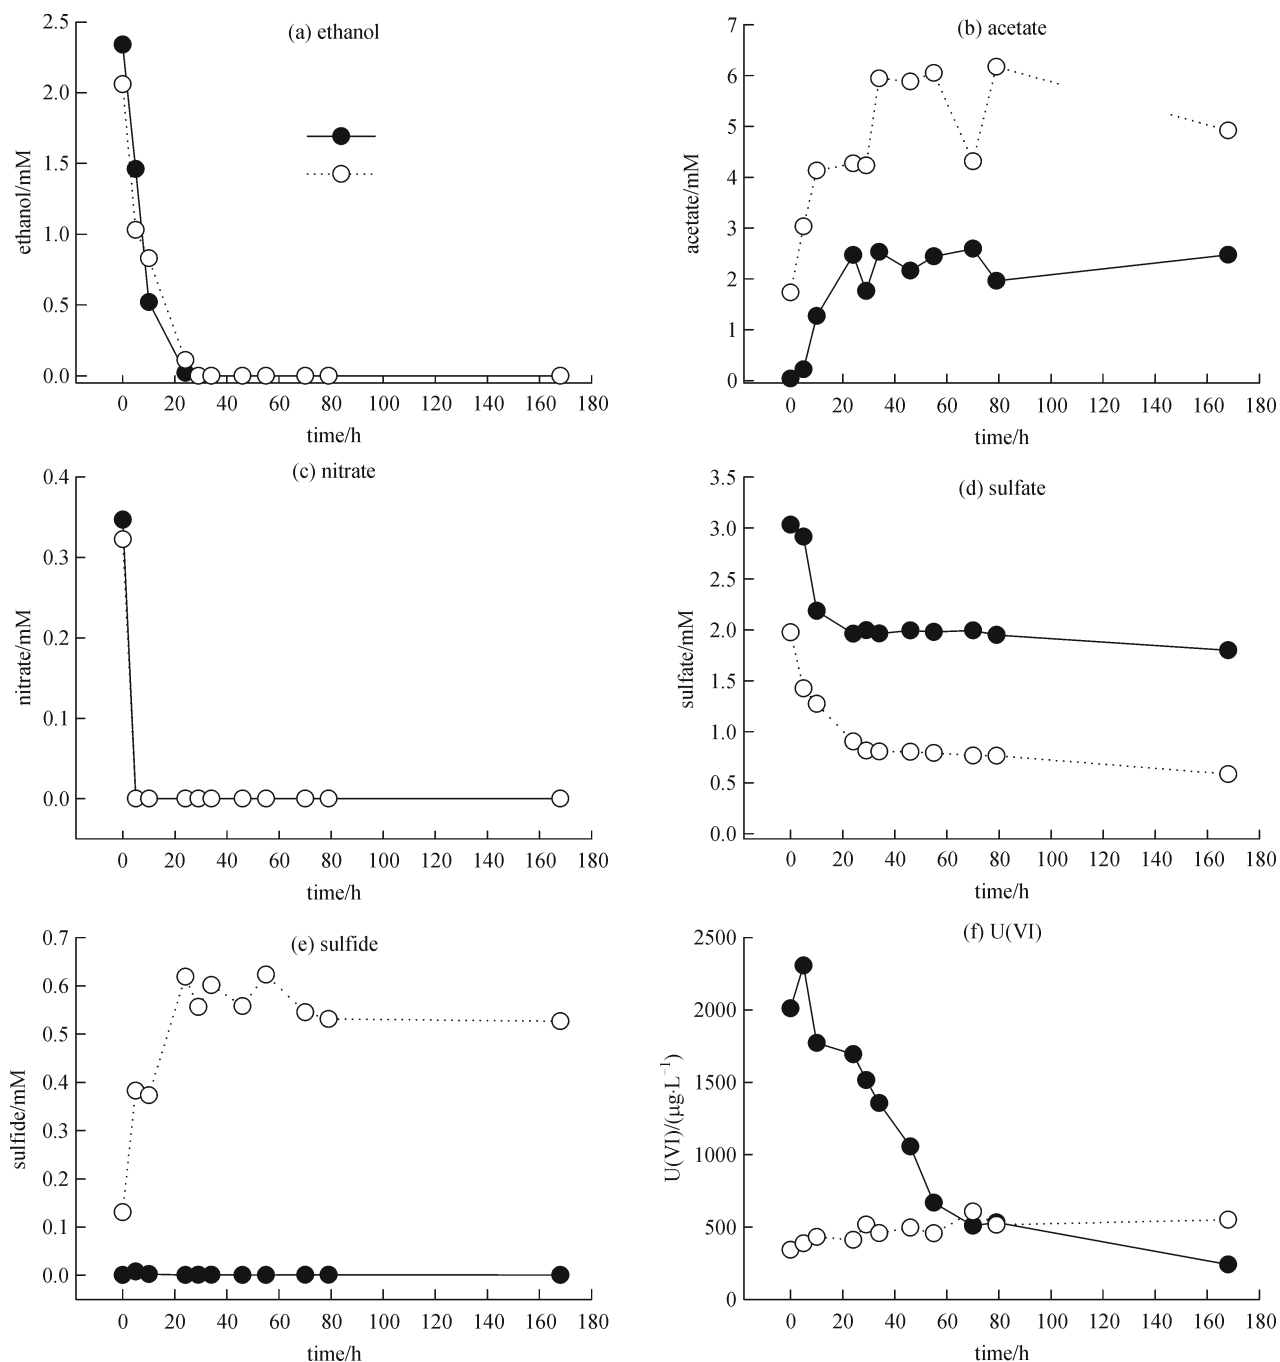 (a) ethanol
2.5
2.0
1.5
1.0
0.5
0.0
ethanol/mM
0 20 40 60 80 100 120 140 160 180
time/h
(b) acetate
7
6
5
4
3
2
1
0
acetate/mM
0 20 40 60 80 100 120 140 160 180
time/h
(c) nitrate
0.4
0.3
0.2
0.1
0.0
nitrate/mM
0 20 40 60 80 100 120 140 160 180
time/h
(d) sulfate
3.5
3.0
2.5
2.0
1.5
1.0
0.5
0.0
sulfate/mM
0 20 40 60 80 100 120 140 160 180
time/h
(e) sulfide
0.7
0.6
0.5
0.4
0.3
0.2
0.1
0.0
sulfide/mM
0 20 40 60 80 100 120 140 160 180
time/h
(f) U(VI)
2500
2000
1500
1000
500
0
U(VI)/(μg·L⁻¹)
0 20 40 60 80 100 120 140 160 180
time/h